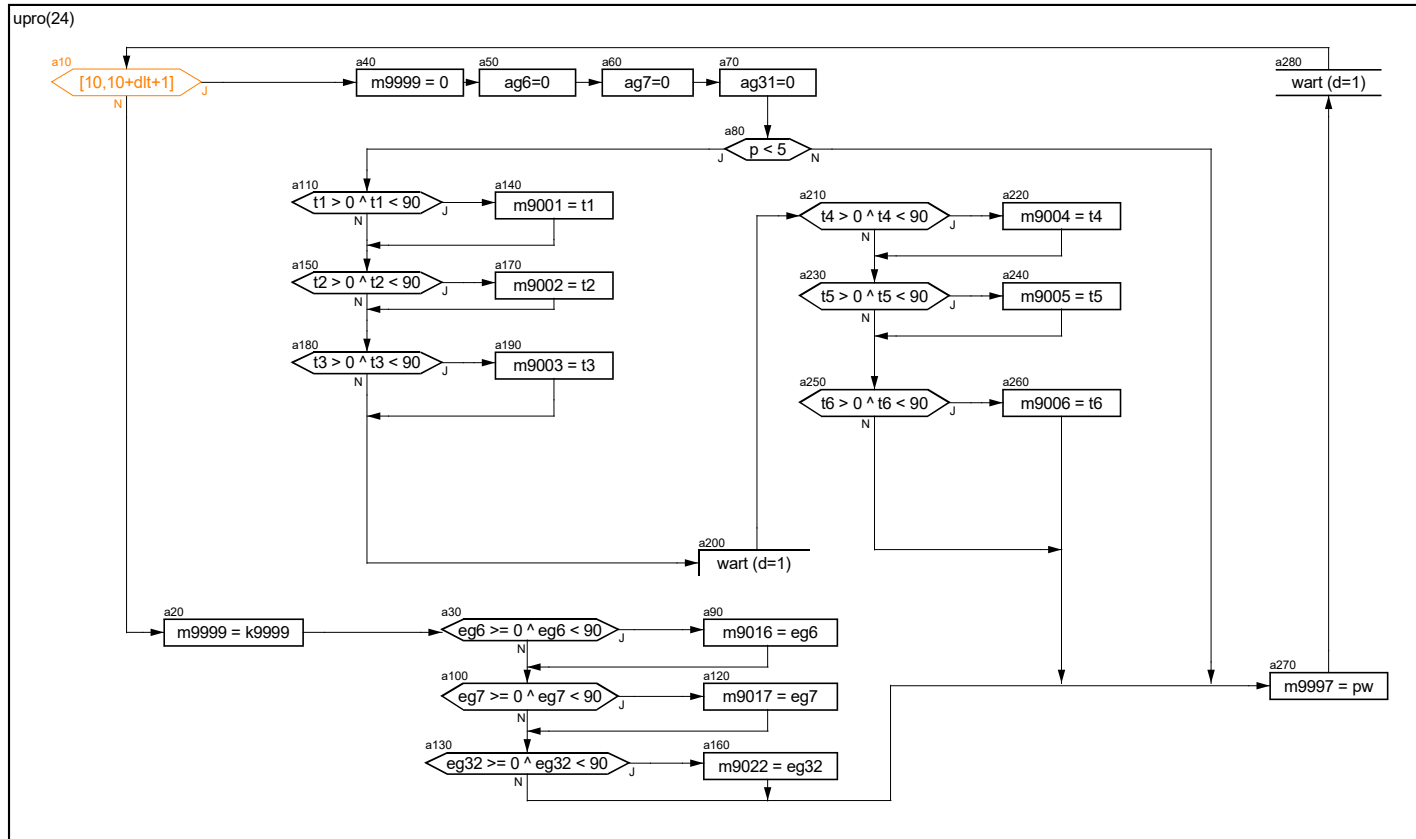 upro(24)
a10
[10,10+dlt+1]
J
N
a40
m9999 = 0
a50
ag6=0
a60
ag7=0
a70
ag31=0
a280
wart (d=1)
a80
p < 5
J
N
a110
t1 > 0 ^ t1 < 90
J
N
a140
m9001 = t1
a150
t2 > 0 ^ t2 < 90
J
N
a170
m9002 = t2
a180
t3 > 0 ^ t3 < 90
J
N
a190
m9003 = t3
a200
wart (d=1)
a210
t4 > 0 ^ t4 < 90
J
N
a220
m9004 = t4
a230
t5 > 0 ^ t5 < 90
J
N
a240
m9005 = t5
a250
t6 > 0 ^ t6 < 90
J
N
a260
m9006 = t6
a20
m9999 = k9999
a30
eg6 >= 0 ^ eg6 < 90
J
N
a90
m9016 = eg6
a100
eg7 >= 0 ^ eg7 < 90
J
N
a120
m9017 = eg7
a130
eg32 >= 0 ^ eg32 < 90
J
N
a160
m9022 = eg32
a270
m9997 = pw